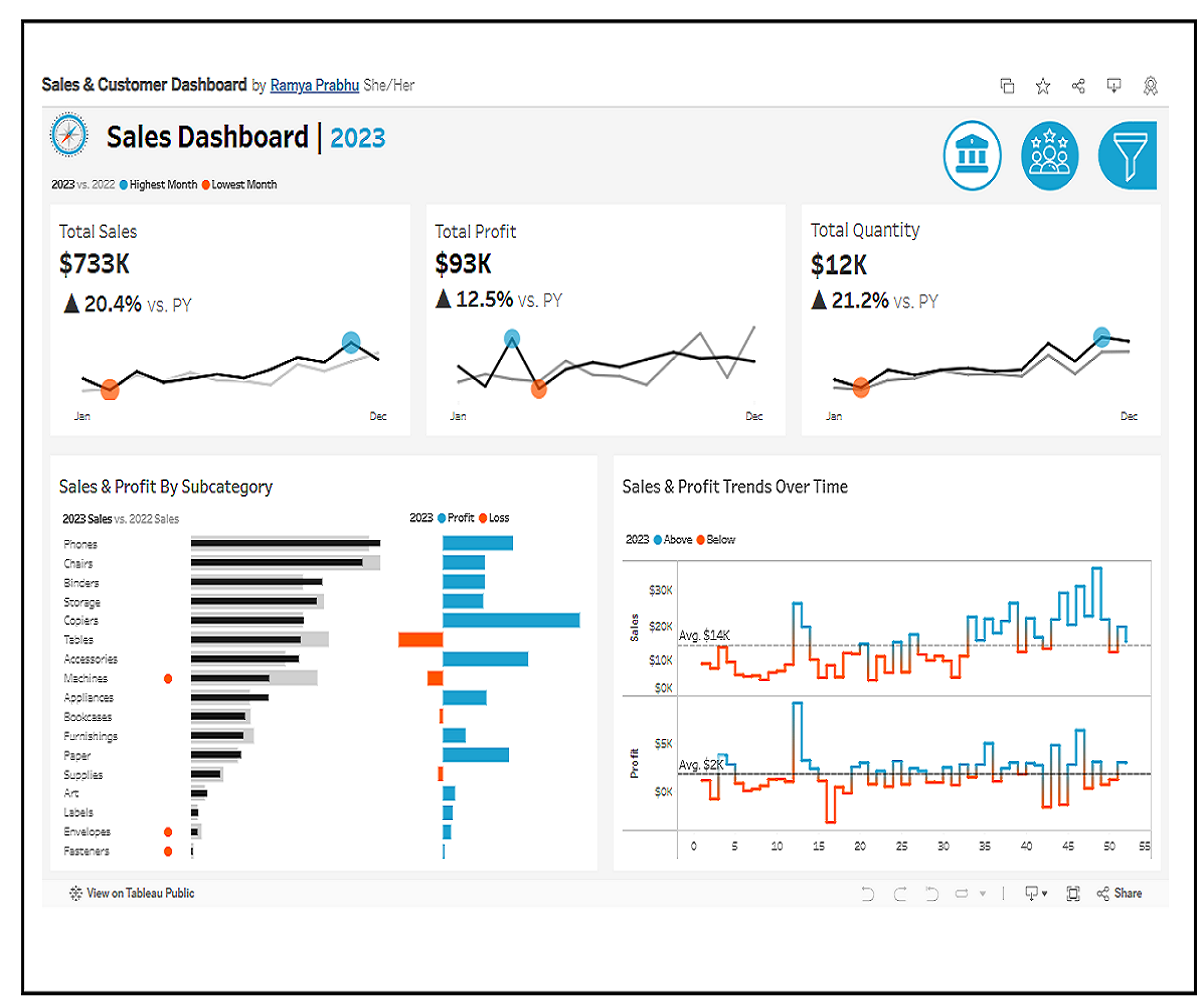 Sales & Customer Dashboard by Ramya Prabhu She/Her
Sales Dashboard | 2023
2023 vs. 2022 Highest Month Lowest Month
Total Sales
$733K
▲ 20.4% vs. PY
Jan Dec
Total Profit
$93K
▲ 12.5% vs. PY
Jan Dec
Total Quantity
$12K
▲ 21.2% vs. PY
Jan Dec
Sales & Profit By Subcategory
2023 Sales vs. 2022 Sales
2023 Profit Loss
Phones
Chairs
Binders
Storage
Copiers
Tables
Accessories
Machines
Appliances
Bookcases
Furnishings
Paper
Supplies
Art
Labels
Envelopes
Fasteners
Sales & Profit Trends Over Time
2023 Above Below
Sales
$30K
$20K
$10K
$0K
Avg. $14K
Profit
$5K
$0K
Avg. $2K
0 5 10 15 20 25 30 35 40 45 50 55
View on Tableau Public
Share